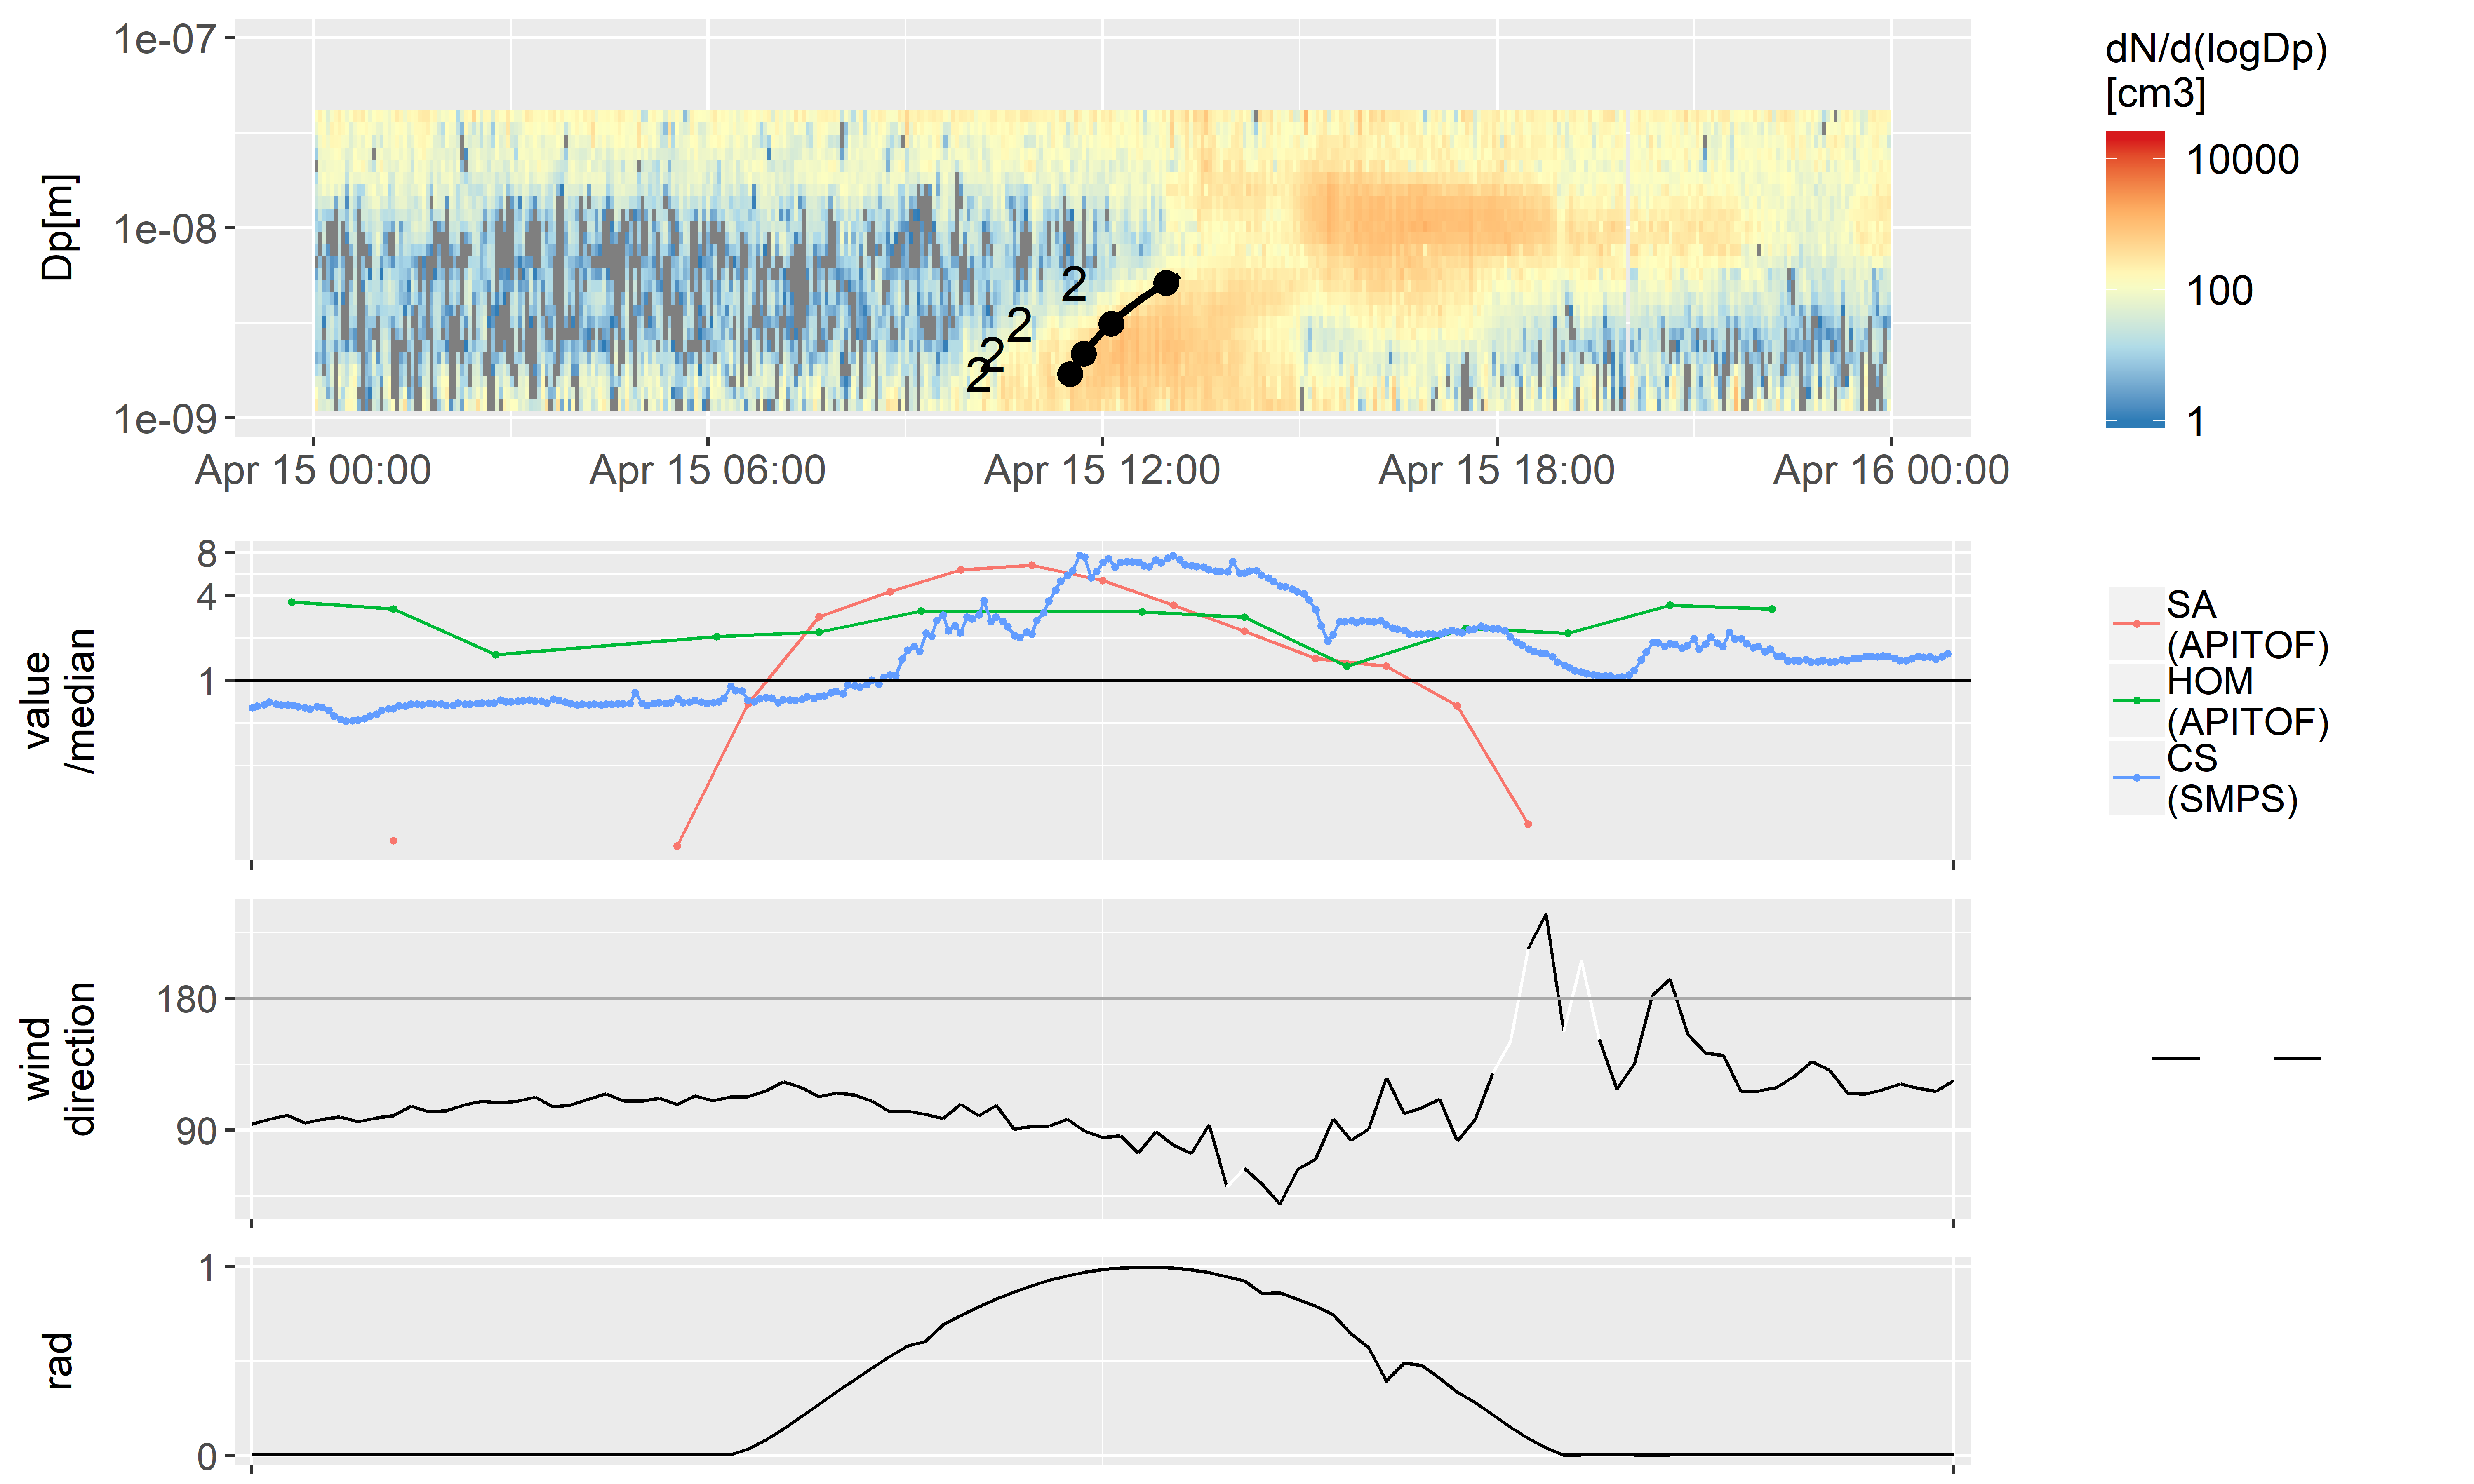 1e-07
1e-08
1e-09
Dp[m]
2
2
2
2
Apr 15 00:00
Apr 15 06:00
Apr 15 12:00
Apr 15 18:00
Apr 16 00:00
dN/d(logDp)
[cm3]
10000
100
1
8
4
1
value
/median
SA
(APITOF)
HOM
(APITOF)
CS
(SMPS)
180
90
wind
direction
1
0
rad